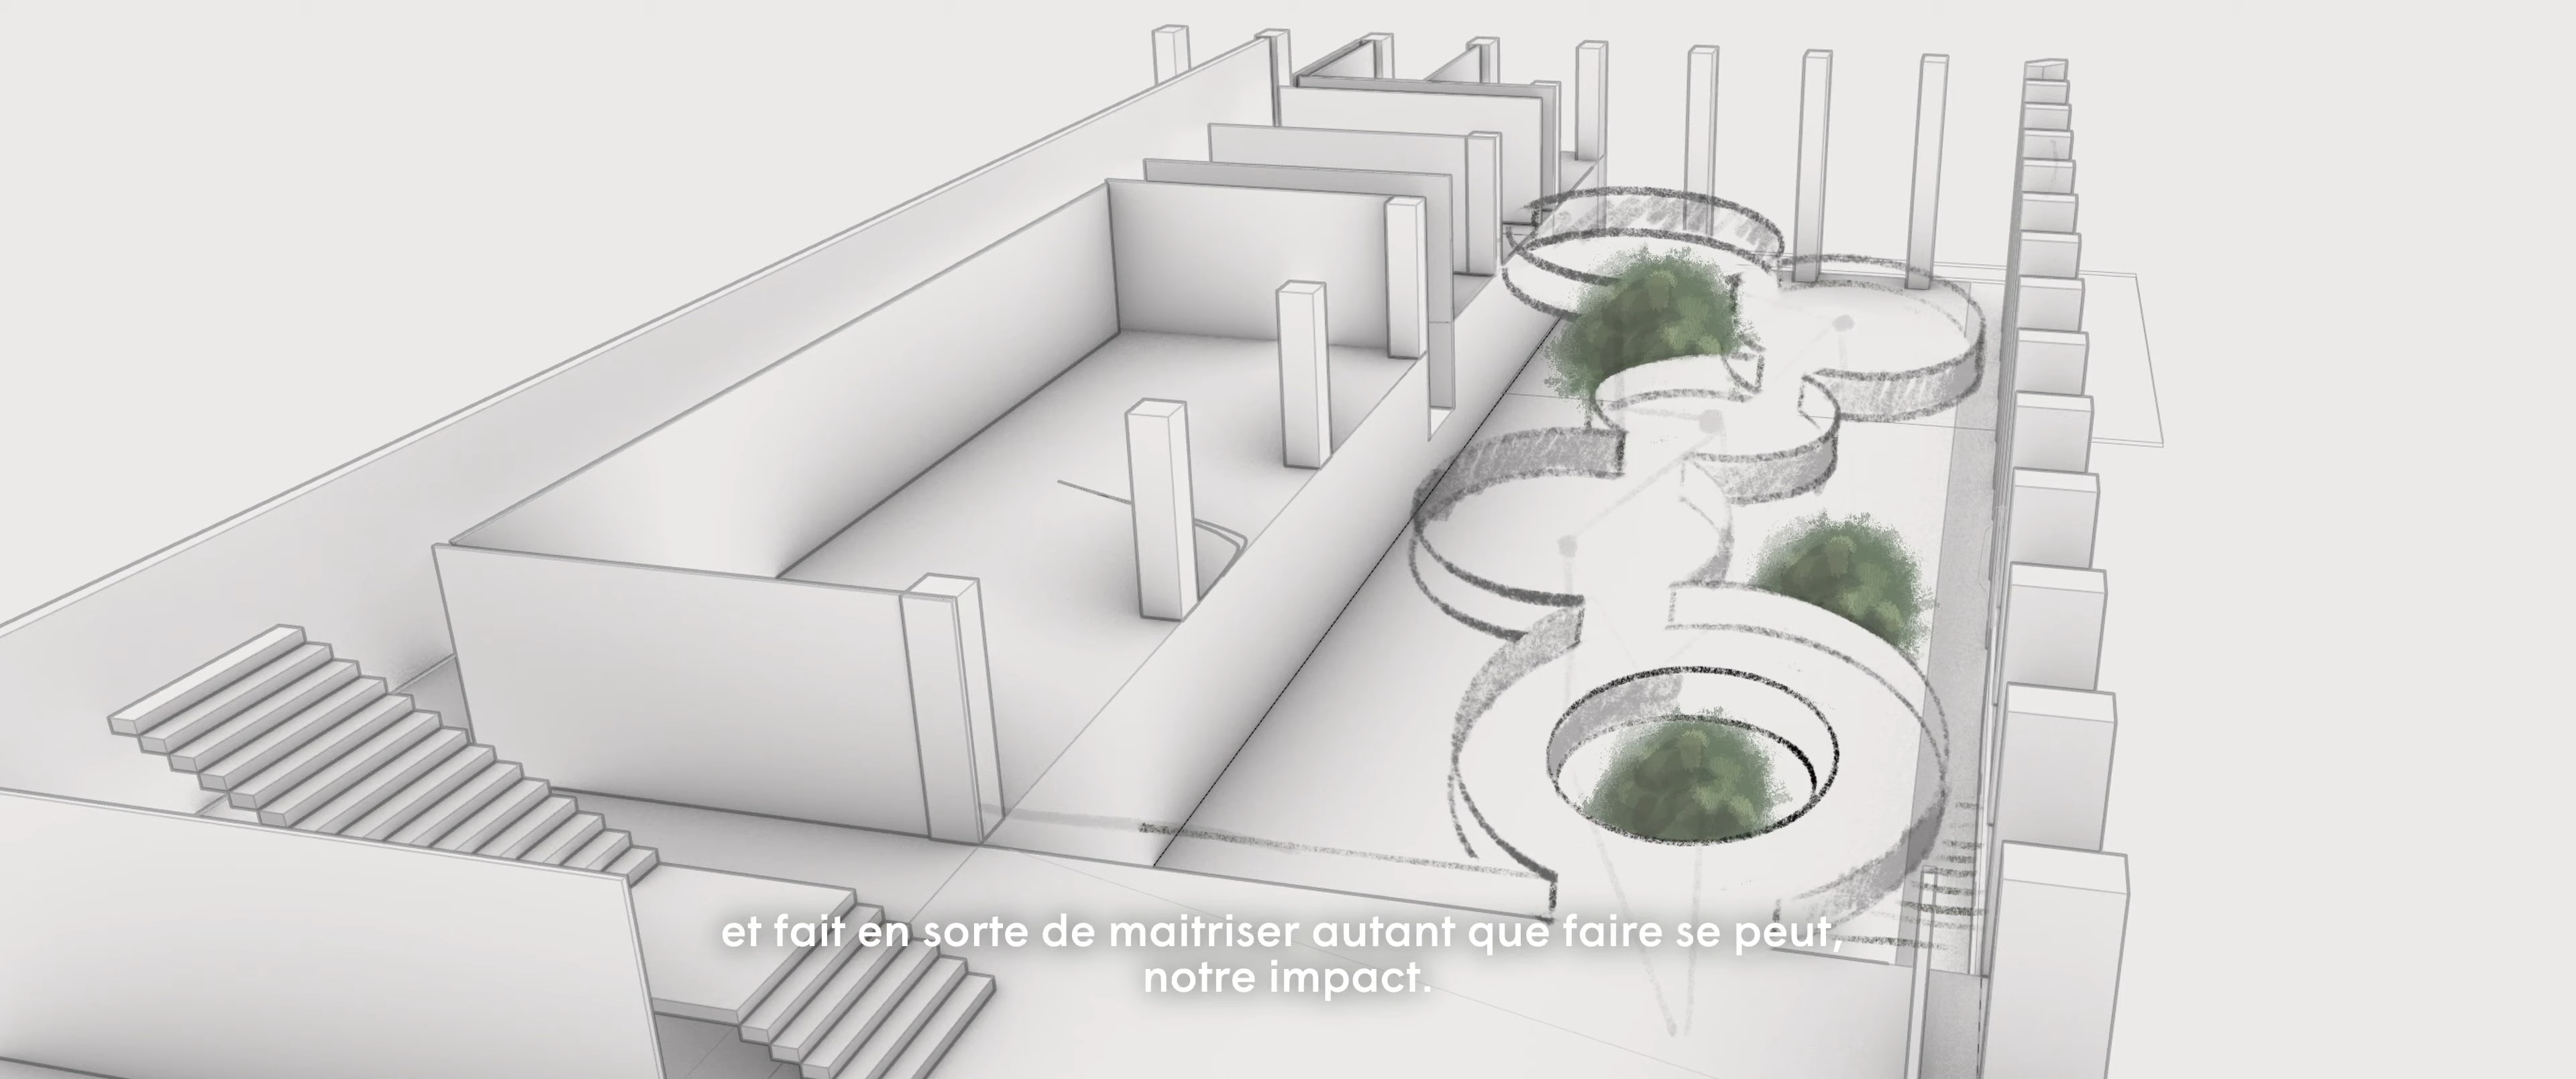 et fait en sorte de maitriser autant que faire se peut,
notre impact.